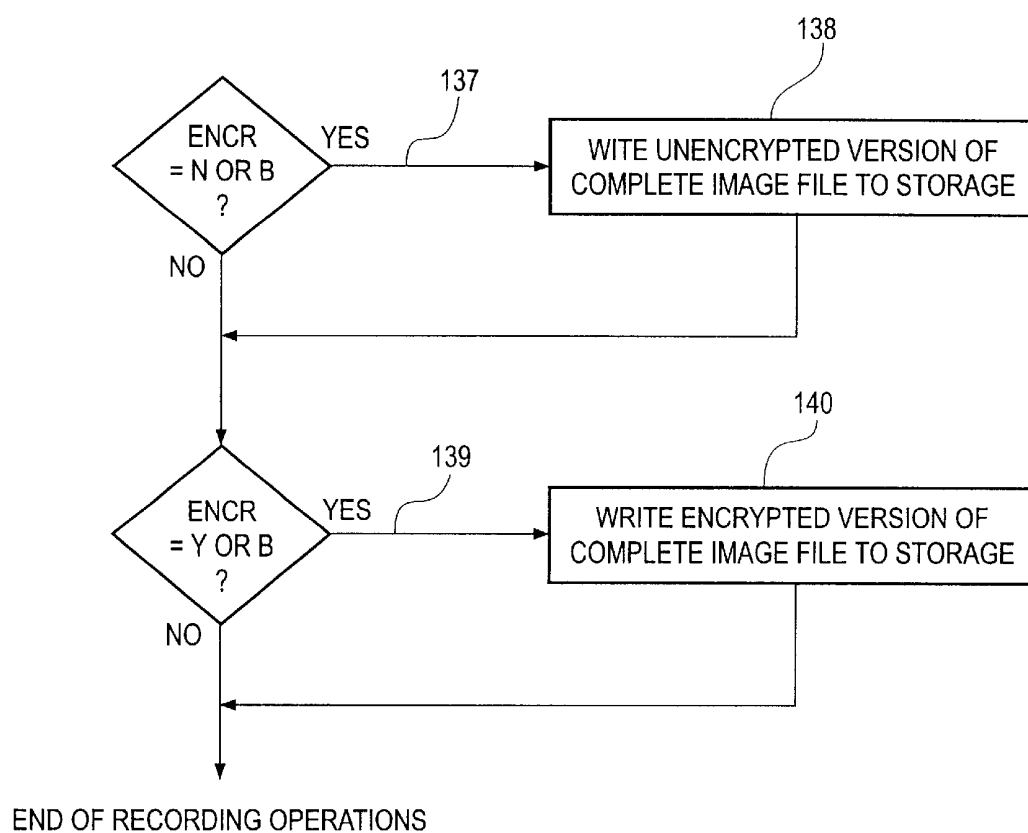 138
137
ENCR
= N OR B
?
YES
WITE UNENCRYPTED VERSION OF
COMPLETE IMAGE FILE TO STORAGE
NO
140
139
ENCR
= Y OR B
?
YES
WRITE ENCRYPTED VERSION OF
COMPLETE IMAGE FILE TO STORAGE
NO
END OF RECORDING OPERATIONS